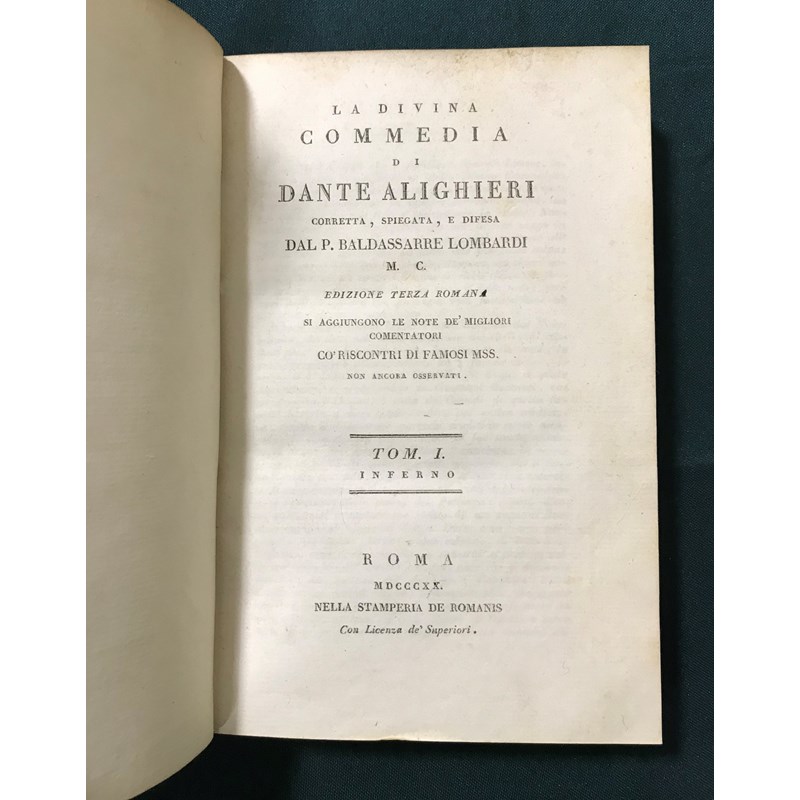 LA DIVINA
COMMEDIA
DI
DANTE ALIGHIERI
CORRETTA, SPIEGATA, E DIFESA
DAL P. BALDASSARRE LOMBARDI
M. C.
EDIZIONE TERZA ROMANA
SI AGGIUNGONO LE NOTE DE' MIGLIORI
COMENTATORI
CO' RISCONTRI DI FAMOSI MSS.
NON ANCORA OSSERVATI.
TOM. I.
INFERNO
ROMA
MDCCCXX.
NELLA STAMPERIA DE ROMANIS
Con Licenza de' Superiori.